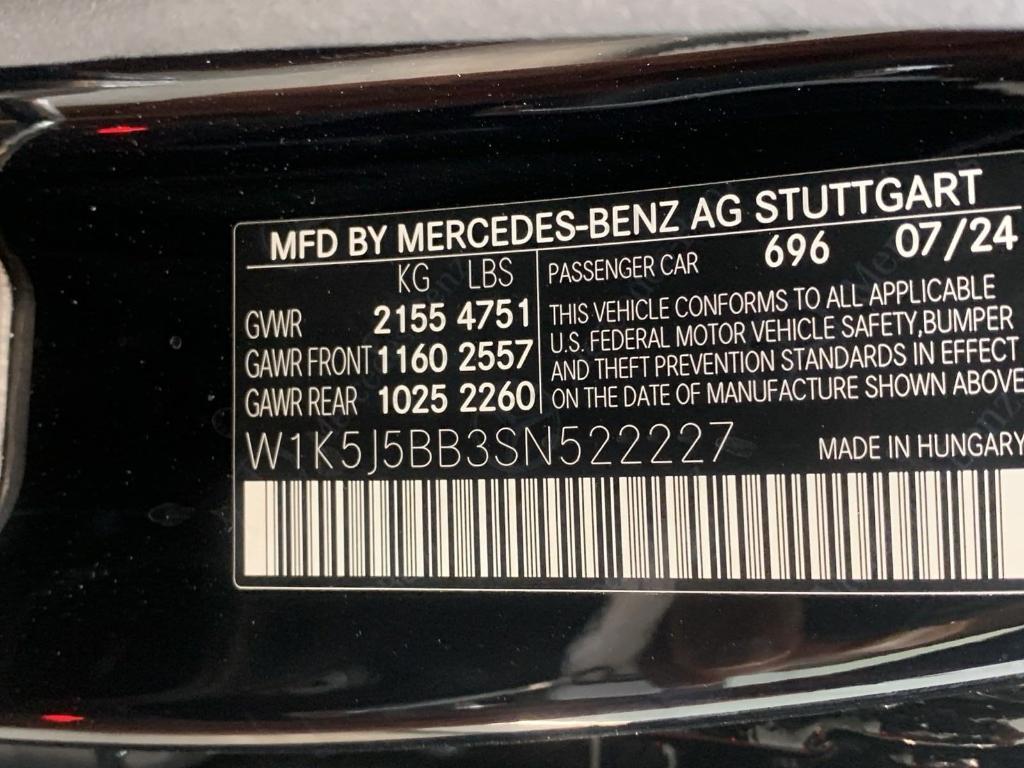 MFD BY MERCEDES-BENZ AG STUTTGART
KG LBS PASSENGER CAR 696 07/24
GVWR 2155 4751
GAWR FRONT 1160 2557
GAWR REAR 1025 2260
THIS VEHICLE CONFORMS TO ALL APPLICABLE
U.S. FEDERAL MOTOR VEHICLE SAFETY,BUMPER
AND THEFT PREVENTION STANDARDS IN EFFECT
ON THE DATE OF MANUFACTURE SHOWN ABOVE
W1K5J5BB3SN522227 MADE IN HUNGARY